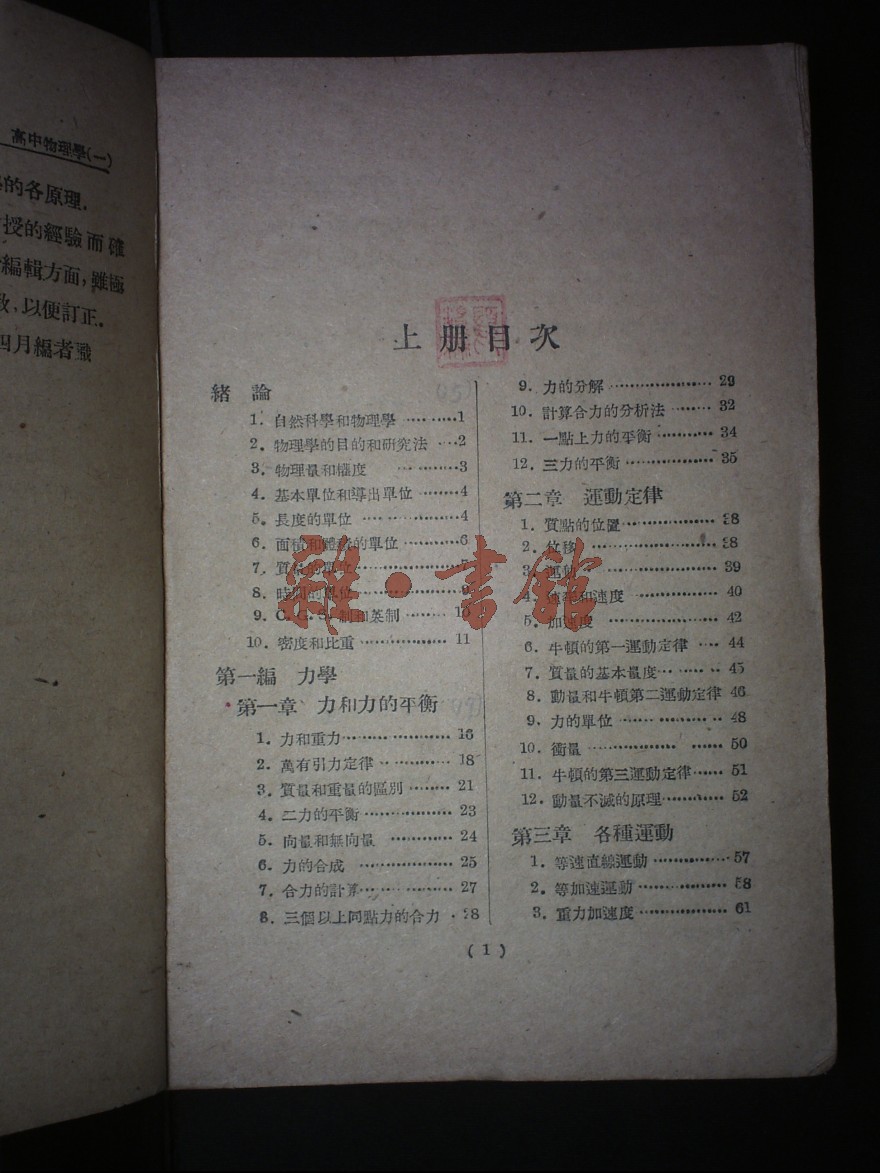 高中物理學(一)
的各原理.
授的經驗而確
編輯方面，雖極
以便訂正.
四月編者識
上册目次
緒 論
1. 自然科學和物理學 ………1
2. 物理學的目的和研究法 …2
3. 物理量和權度 ………3
4. 基本單位和導出單位 ………4
5. 長度的單位 ………4
6. 面積和體積的單位 ………6
7. 質量的單位
8. 時間的單位
9. C. G. S. 制和英制 ……… 10
10. 密度和比重 ……… 11
第一編 力學
第一章 力和力的平衡
1. 力和重力 ……… 16
2. 萬有引力定律 ……… 18
3. 質量和重量的區別 ……… 21
4. 二力的平衡 ……… 23
5. 向量和無向量 ……… 24
6. 力的合成 ……… 25
7. 合力的計算 ……… 27
8. 三個以上同點力的合力 · 28
9. 力的分解 ……… 29
10. 計算合力的分析法 ……… 32
11. 一點上力的平衡 ……… 34
12. 三力的平衡 ……… 35
第二章 運動定律
1. 質點的位置 ……… 38
2. 位移 ……… 38
3. 運動 ……… 39
4. 速率和速度 ……… 40
5. 加速度 ……… 42
6. 牛頓的第一運動定律 …… 44
7. 質量的基本量度 ……… 45
8. 動量和牛頓第二運動定律 46
9. 力的單位 ……… 48
10. 衝量 ……… 50
11. 牛頓的第三運動定律 …… 51
12. 動量不滅的原理 ……… 52
第三章 各種運動
1. 等速直線運動 ……… 57
2. 等加速運動 ……… 58
3. 重力加速度 ……… 61
( 1 )
雜·書館